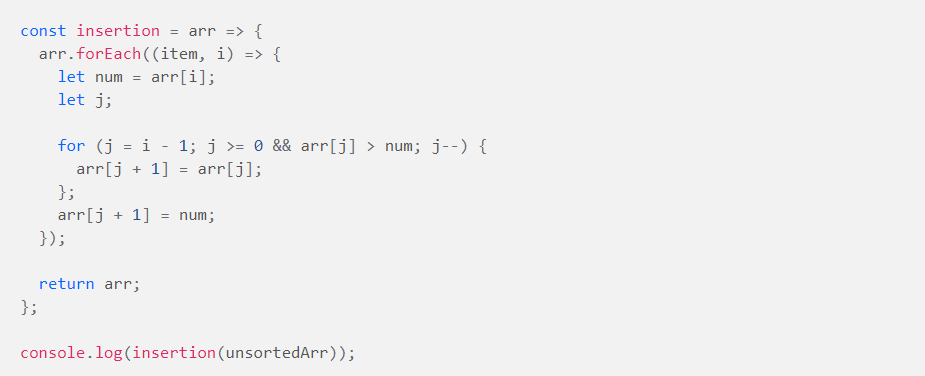 const insertion = arr => {
  arr.forEach((item, i) => {
    let num = arr[i];
    let j;

    for (j = i - 1; j >= 0 && arr[j] > num; j--) {
      arr[j + 1] = arr[j];
    };
    arr[j + 1] = num;
  });

  return arr;
};

console.log(insertion(unsortedArr));